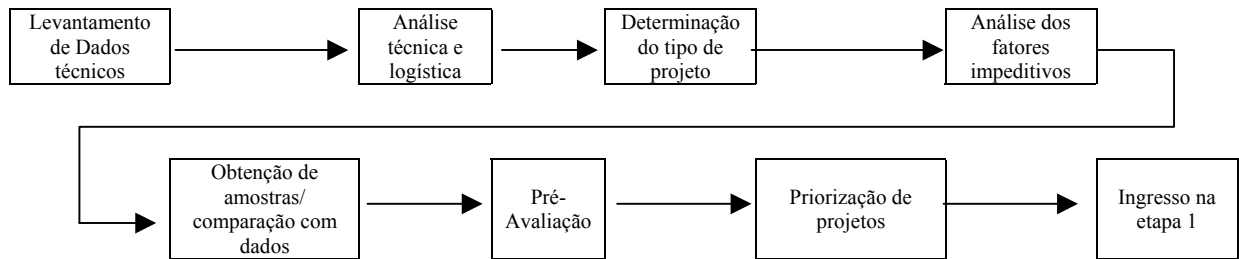 Levantamento
de Dados
técnicos
Análise
técnica e
logística
Determinação
do tipo de
projeto
Análise dos
fatores
impeditivos
Obtenção de
amostras/
comparação com
dados
Pré-
Avaliação
Priorização de
projetos
Ingresso na
etapa 1